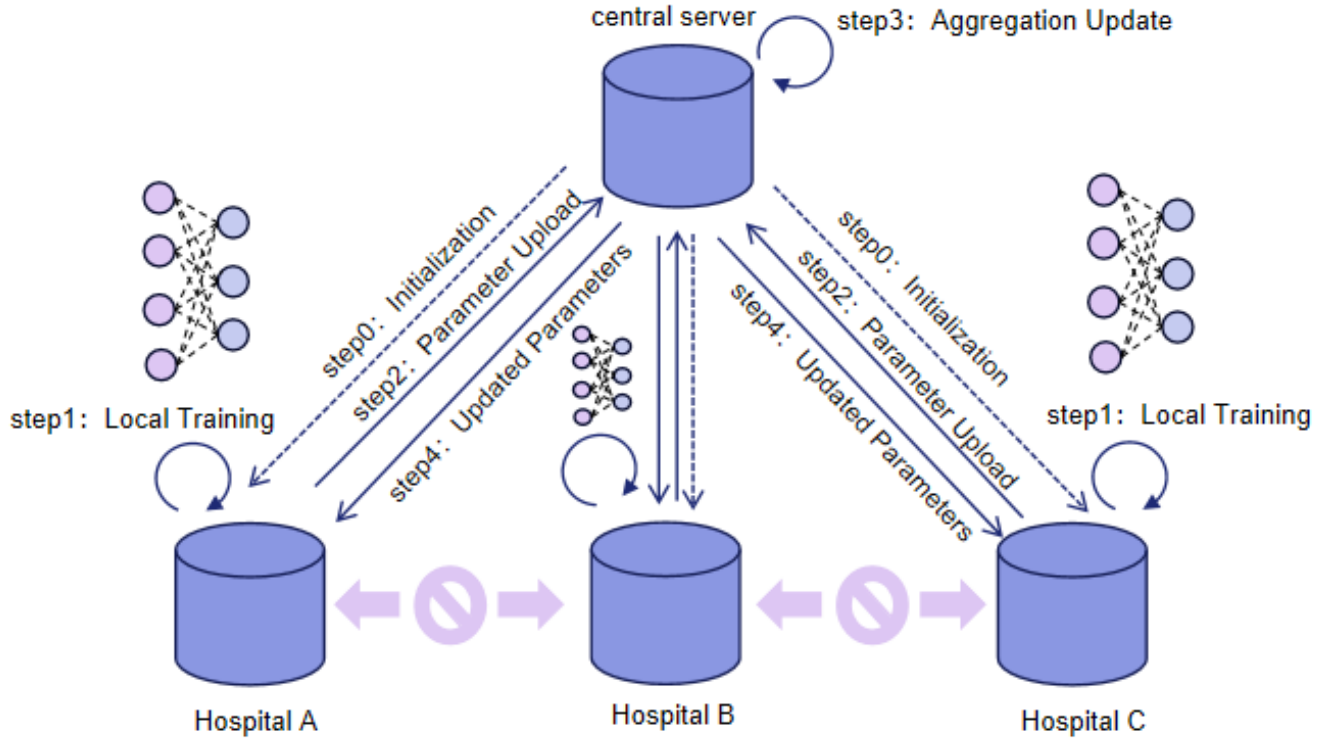 central server
step3: Aggregation Update
step0: Initialization
step2: Parameter Upload
step4: Updated Parameters
step0: Initialization
step2: Parameter Upload
step4: Updated Parameters
step1: Local Training
step1: Local Training
Hospital A
Hospital B
Hospital C